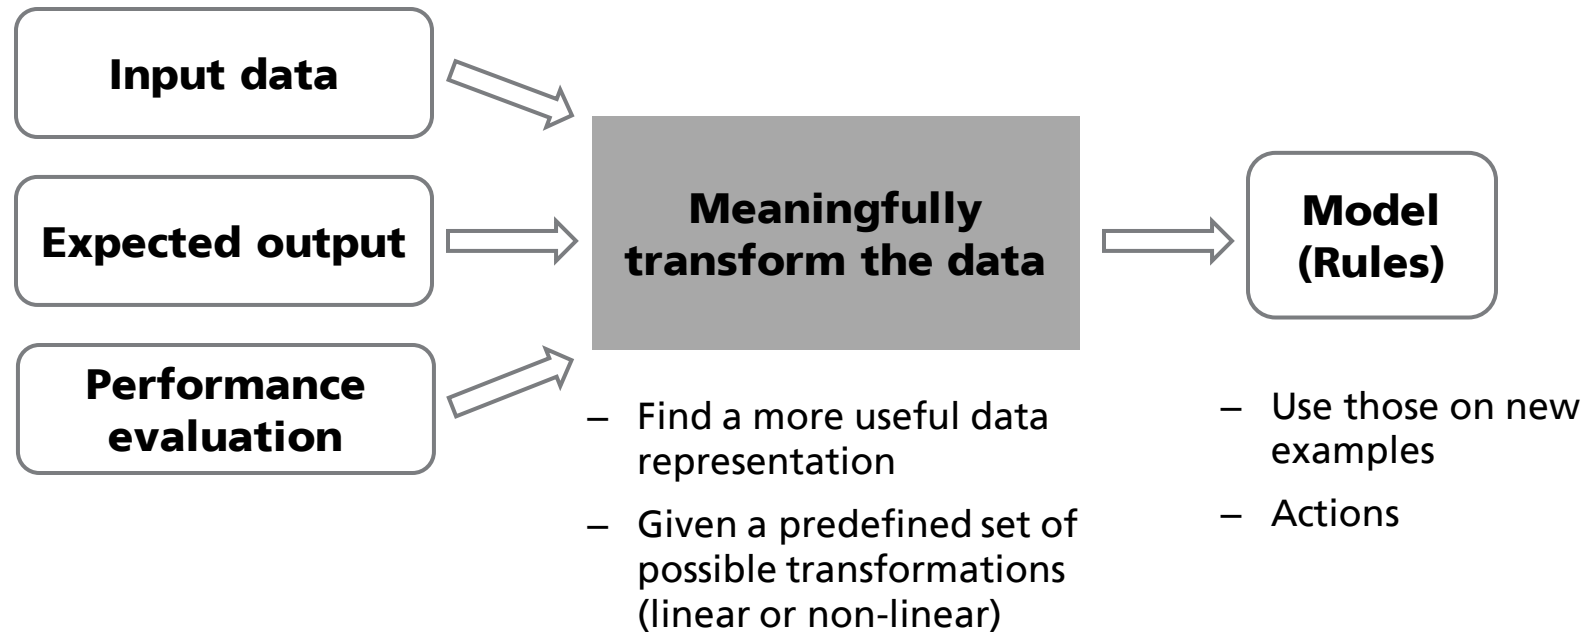 Input data
Expected output
Performance
evaluation
Meaningfully
transform the data
– Find a more useful data
representation
– Given a predefined set of
possible transformations
(linear or non-linear)
Model
(Rules)
– Use those on new
examples
– Actions